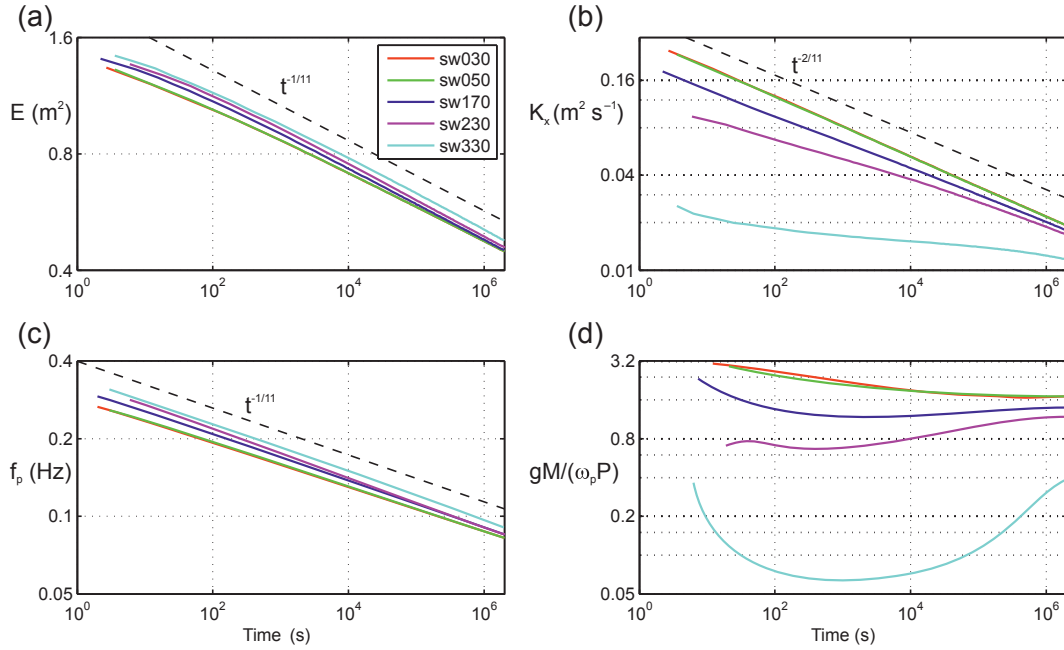 (a)
1.6
0.8
0.4
E (m²)
t⁻¹/¹¹
sw030
sw050
sw170
sw230
sw330
10⁰ 10² 10⁴ 10⁶
(b)
0.16
0.04
0.01
Kₓ (m² s⁻¹)
t⁻²/¹¹
10⁰ 10² 10⁴ 10⁶
(c)
0.4
0.2
0.1
0.05
fₚ (Hz)
t⁻¹/¹¹
10⁰ 10² 10⁴ 10⁶
Time (s)
(d)
3.2
0.8
0.2
0.05
gM/(ωₚP)
10⁰ 10² 10⁴ 10⁶
Time (s)